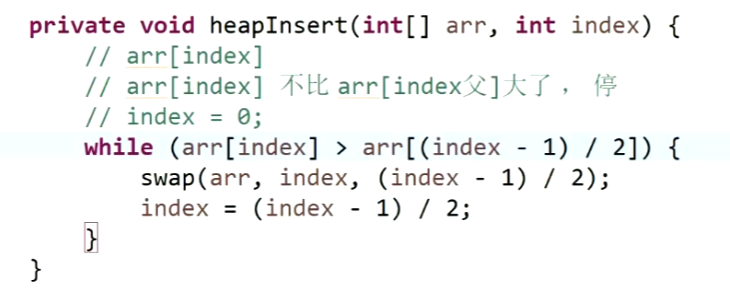 private void heapInsert(int[] arr, int index) {
// arr[index]
// arr[index] 不比 arr[index父]大了 ， 停
// index = 0;
while (arr[index] > arr[(index - 1) / 2]) {
swap(arr, index, (index - 1) / 2);
index = (index - 1) / 2;
}
}